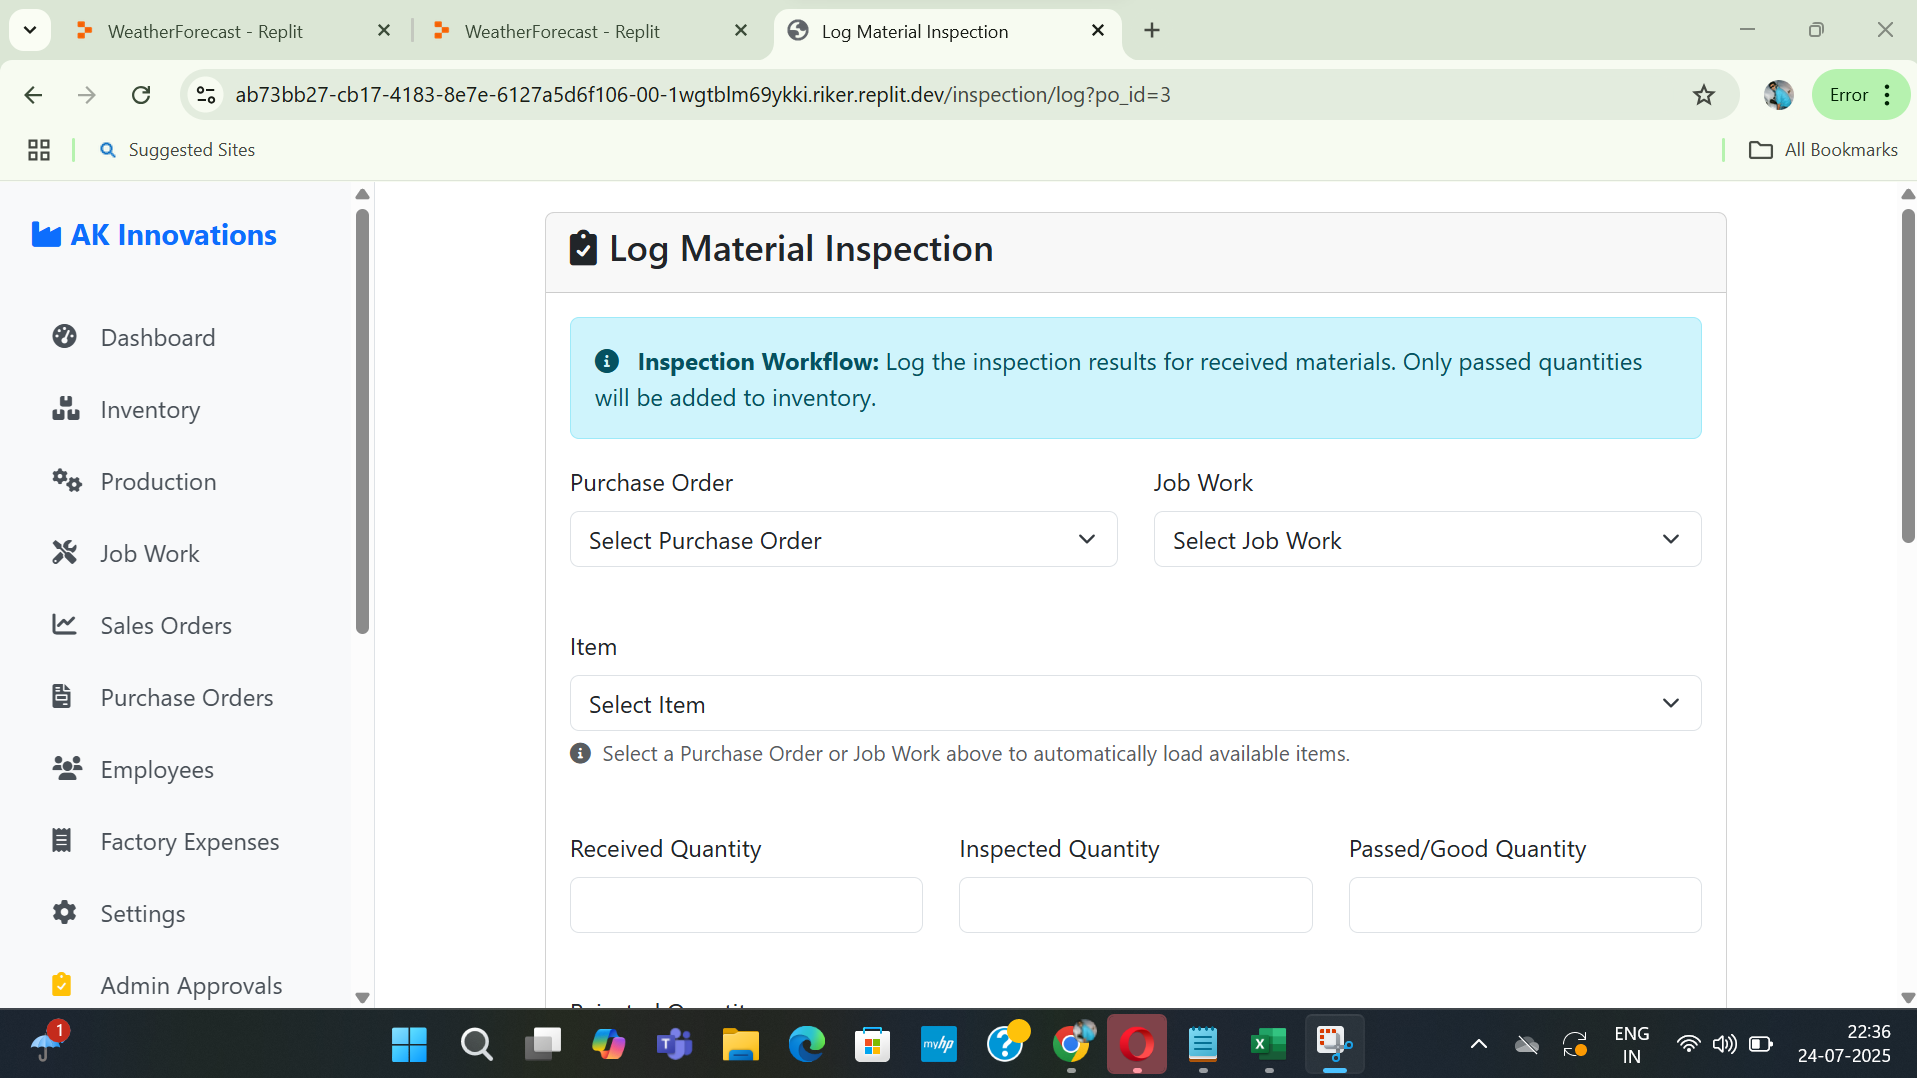 WeatherForecast - Replit
WeatherForecast - Replit
Log Material Inspection
ab73bb27-cb17-4183-8e7e-6127a5d6f106-00-1wgtblm69ykki.riker.replit.dev/inspection/log?po_id=3
Error
Suggested Sites
All Bookmarks
AK Innovations
Dashboard
Inventory
Production
Job Work
Sales Orders
Purchase Orders
Employees
Factory Expenses
Settings
Admin Approvals
Log Material Inspection
Inspection Workflow: Log the inspection results for received materials. Only passed quantities
will be added to inventory.
Purchase Order
Job Work
Select Purchase Order
Select Job Work
Item
Select Item
Select a Purchase Order or Job Work above to automatically load available items.
Received Quantity
Inspected Quantity
Passed/Good Quantity
1
myhp
ENG
IN
22:36
24-07-2025